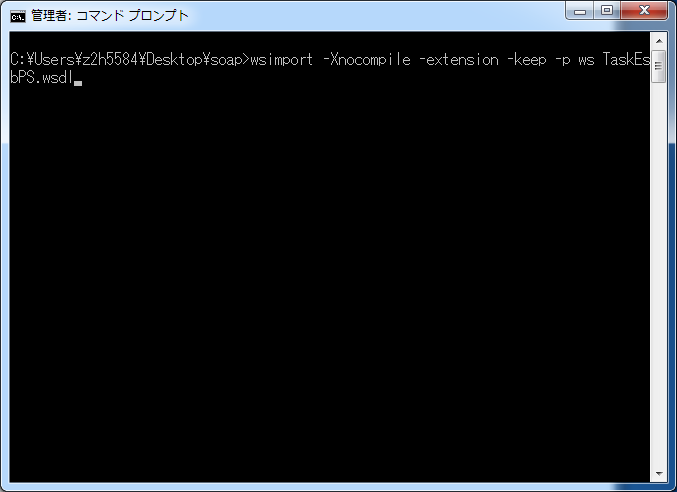 管理者: コマンド プロンプト
C:¥Users¥z2h5584¥Desktop¥soap>wsimport -Xnocompile -extension -keep -p ws TaskEs
bPS.wsdl